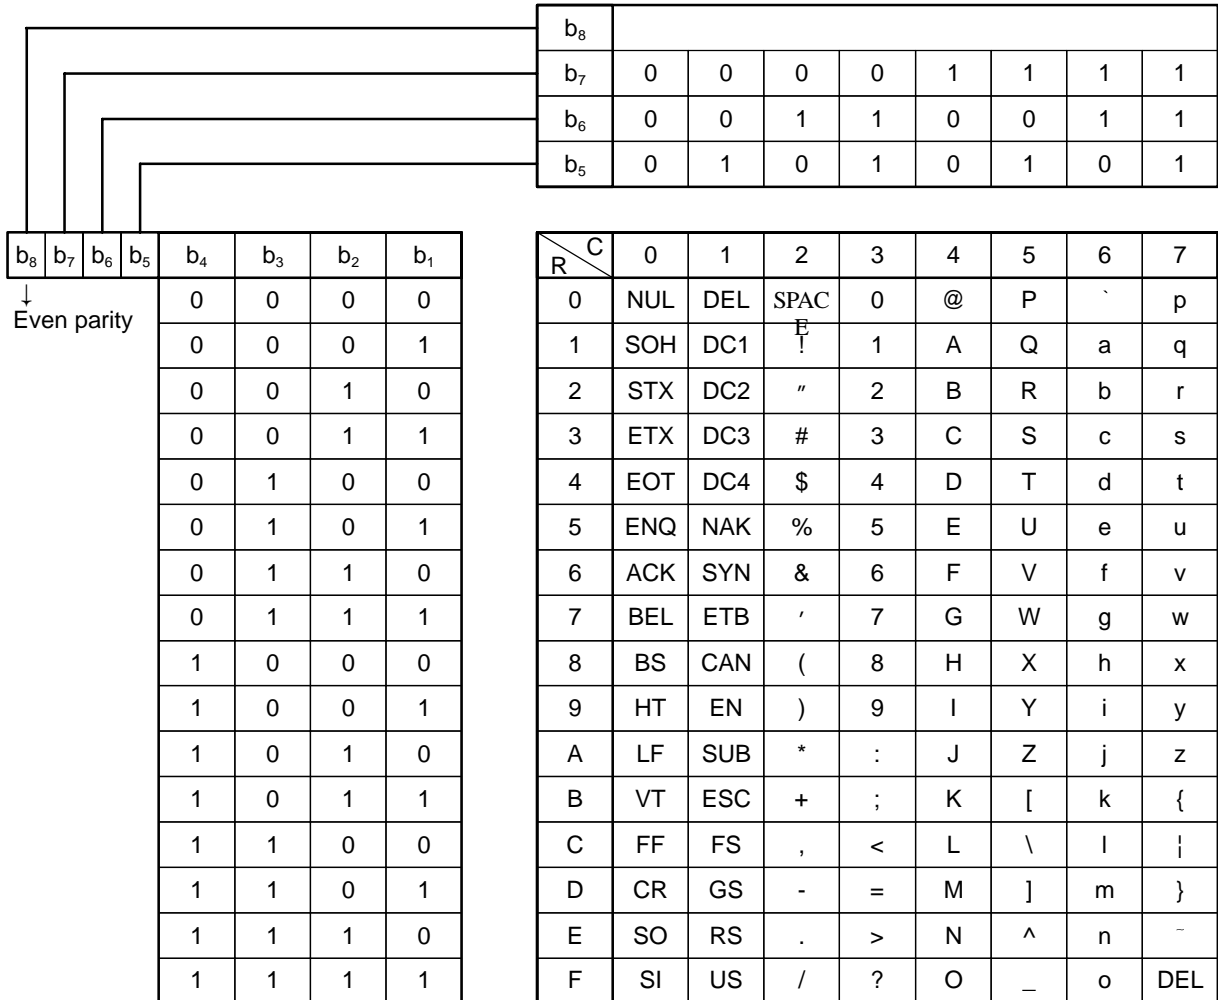 b₈
b₇ 0 0 0 0 1 1 1 1
b₆ 0 0 1 1 0 0 1 1
b₅ 0 1 0 1 0 1 0 1
b₈ b₇ b₆ b₅ b₄ b₃ b₂ b₁
↓
Even parity
0 0 0 0
0 0 0 1
0 0 1 0
0 0 1 1
0 1 0 0
0 1 0 1
0 1 1 0
0 1 1 1
1 0 0 0
1 0 0 1
1 0 1 0
1 0 1 1
1 1 0 0
1 1 0 1
1 1 1 0
1 1 1 1
R C 0 1 2 3 4 5 6 7
0 NUL DEL SPACE 0 @ P ` p
1 SOH DC1 ! 1 A Q a q
2 STX DC2 " 2 B R b r
3 ETX DC3 # 3 C S c s
4 EOT DC4 $ 4 D T d t
5 ENQ NAK % 5 E U e u
6 ACK SYN & 6 F V f v
7 BEL ETB ' 7 G W g w
8 BS CAN ( 8 H X h x
9 HT EN ) 9 I Y i y
A LF SUB * : J Z j z
B VT ESC + ; K [ k {
C FF FS , < L \ l ¦
D CR GS - = M ] m }
E SO RS . > N ^ n ~
F SI US / ? O _ o DEL